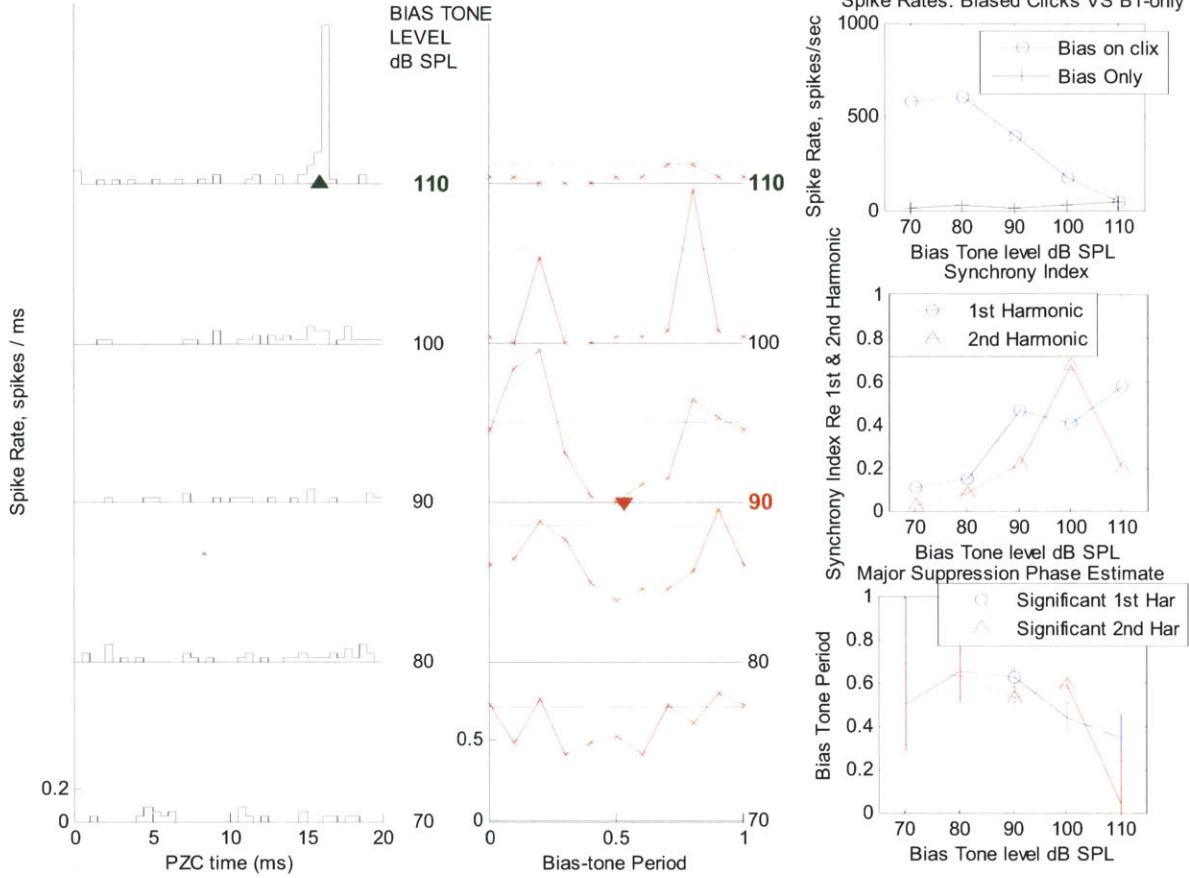 BIAS TONE
LEVEL
dB SPL
Spike Rate, spikes / ms
110
100
90
80
70
0.2
0
0
5
10
15
20
PZC time (ms)
110
100
90
80
70
0.5
0
0
0.5
1
Bias-tone Period
Spike Rates: Biased Clicks VS BT-only
Spike Rate, spikes/sec
1000
500
0
Bias on clix
Bias Only
70
80
90
100
110
Bias Tone level dB SPL
Synchrony Index
Synchrony Index Re 1st & 2nd Harmonic
1
0.8
0.6
0.4
0.2
0
1st Harmonic
2nd Harmonic
70
80
90
100
110
Bias Tone level dB SPL
Major Suppression Phase Estimate
Bias Tone Period
1
0.8
0.6
0.4
0.2
0
Significant 1st Har
Significant 2nd Har
70
80
90
100
110
Bias Tone level dB SPL